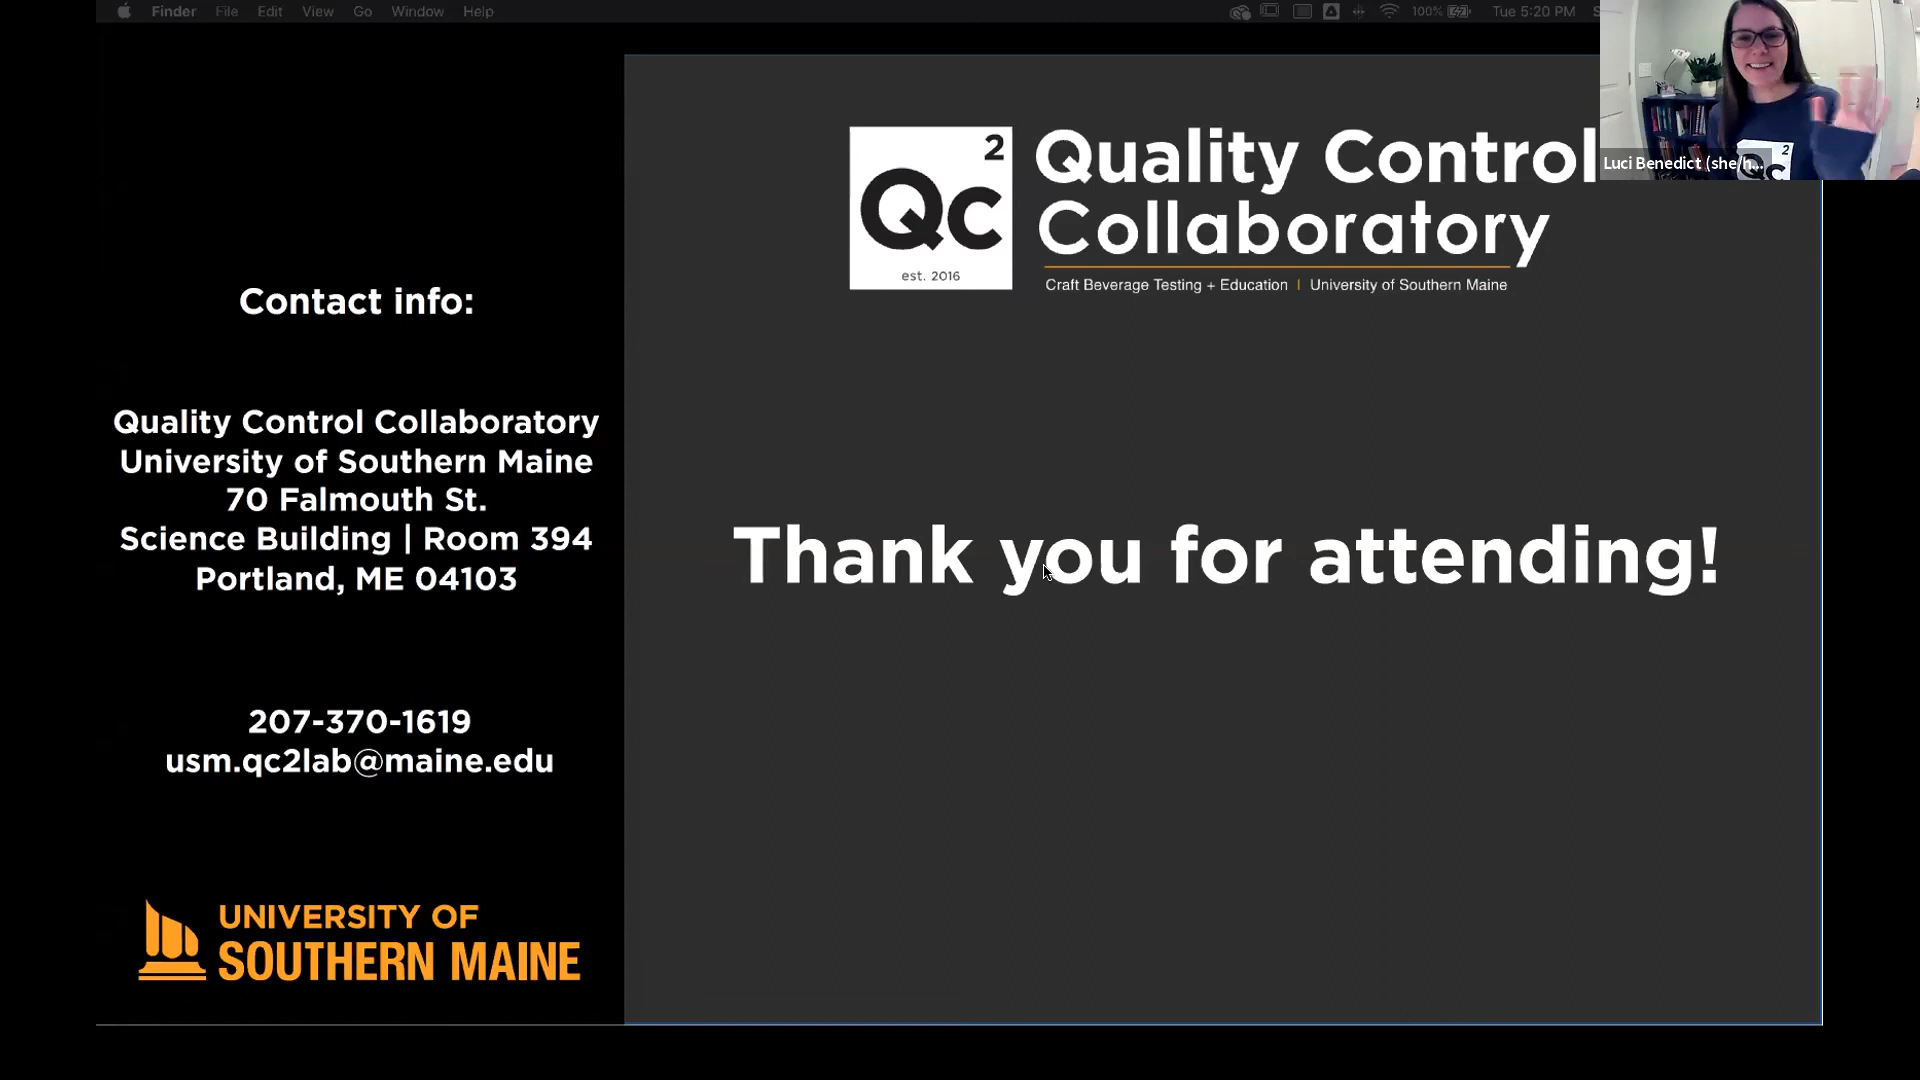 Finder File Edit View Go Window Help
100% Tue 5:20 PM
Contact info:
Quality Control Collaboratory
University of Southern Maine
70 Falmouth St.
Science Building | Room 394
Portland, ME 04103
207-370-1619
usm.qc2lab@maine.edu
UNIVERSITY OF
SOUTHERN MAINE
2
Qc
est. 2016
Quality Control
Collaboratory
Craft Beverage Testing + Education | University of Southern Maine
Thank you for attending!
Luci Benedict (she/h...
2
Qc